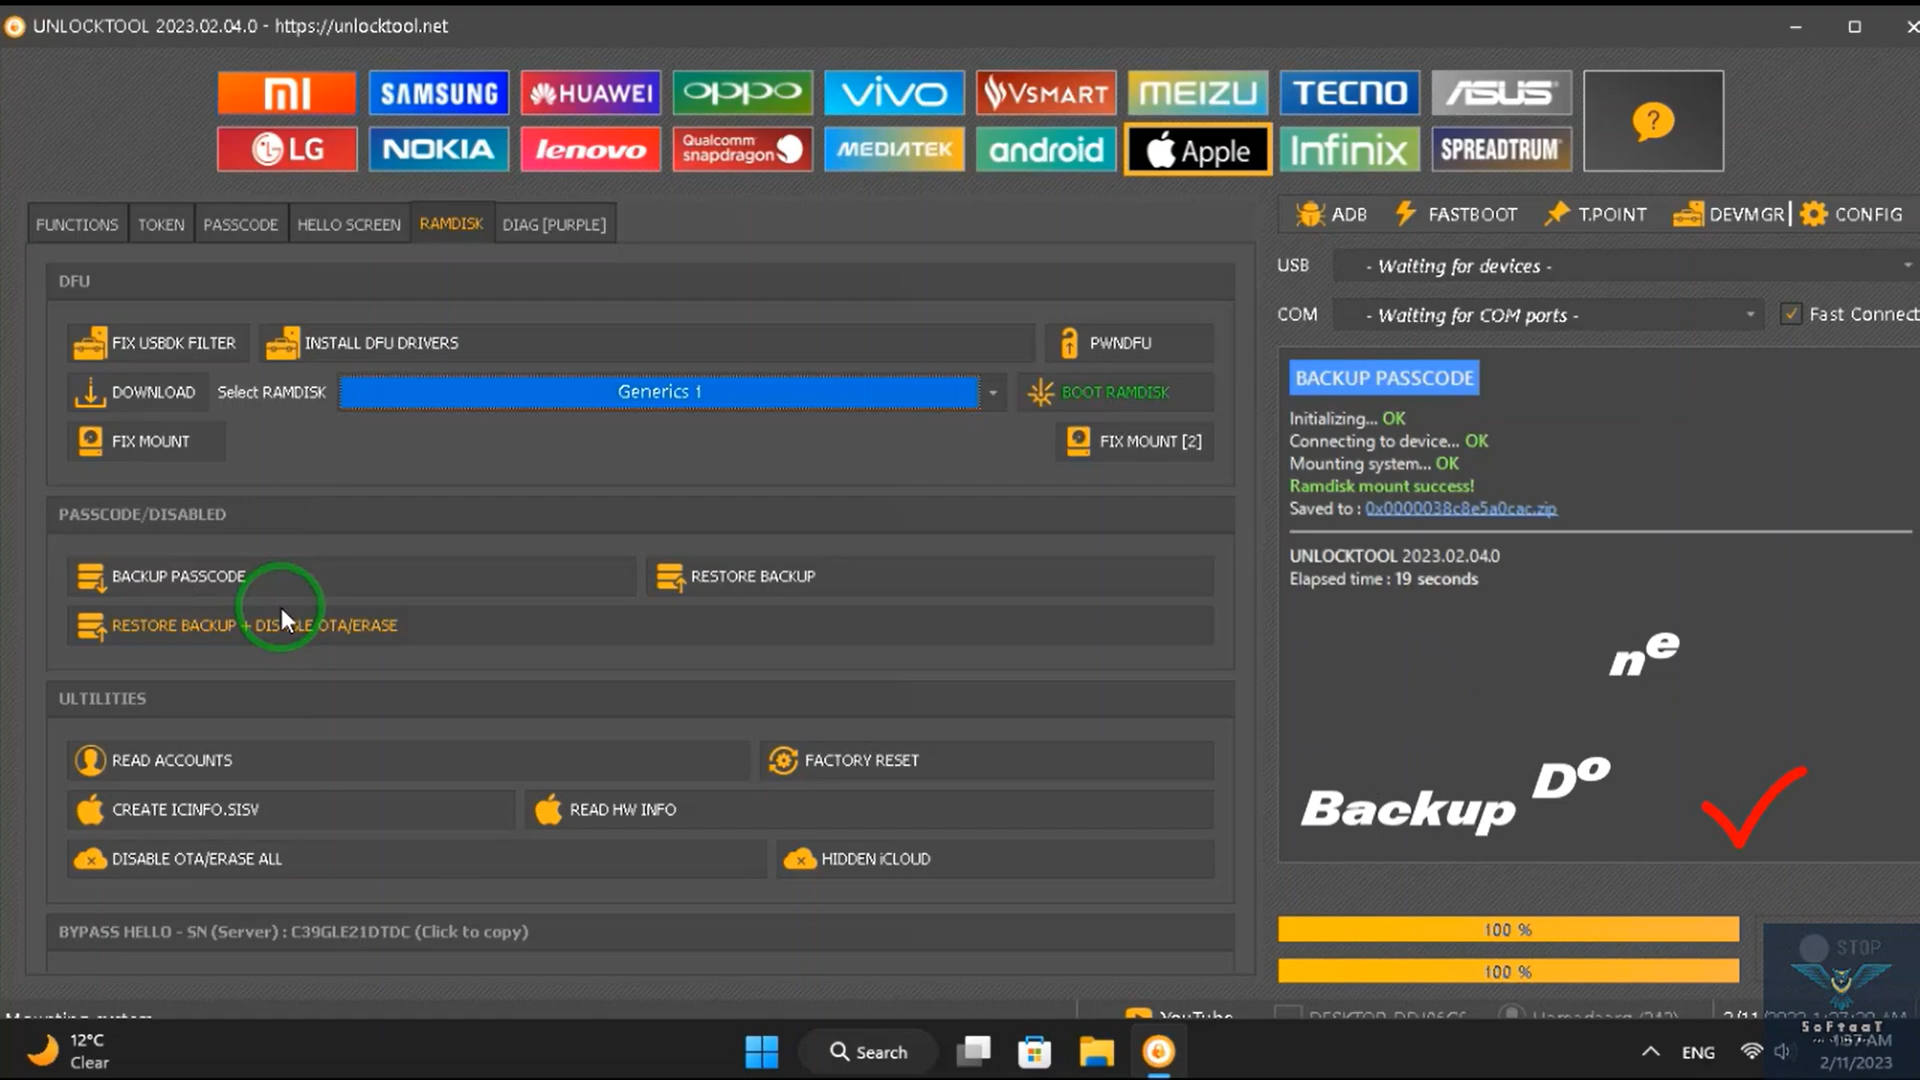 UNLOCKTOOL 2023.02.04.0 - https://unlocktool.net
mi SAMSUNG HUAWEI oppo vivo VSMART MEIZU TECNO ASUS ?
LG NOKIA lenovo Qualcomm snapdragon MEDIATEK android Apple Infinix SPREADTRUM
FUNCTIONS TOKEN PASSCODE HELLO SCREEN RAMDISK DIAG [PURPLE]
ADB FASTBOOT T.POINT DEVMGR CONFIG
USB - Waiting for devices -
COM - Waiting for COM ports - Fast Connect
DFU
FIX USBDK FILTER INSTALL DFU DRIVERS PWNDFU
DOWNLOAD Select RAMDISK Generics 1 BOOT RAMDISK
FIX MOUNT FIX MOUNT [2]
PASSCODE/DISABLED
BACKUP PASSCODE RESTORE BACKUP
RESTORE BACKUP + DISABLE OTA/ERASE
ULTILITIES
READ ACCOUNTS FACTORY RESET
CREATE ICINFO.SISV READ HW INFO
DISABLE OTA/ERASE ALL HIDDEN iCLOUD
BYPASS HELLO - SN (Server) : C39GLE21DTDC (Click to copy)
BACKUP PASSCODE
Initializing... OK
Connecting to device... OK
Mounting system... OK
Ramdisk mount success!
Saved to : 0x0000038c8e5a0cac.zip
UNLOCKTOOL 2023.02.04.0
Elapsed time : 19 seconds
Backup Done
100 %
100 %
STOP
Mounting system
YouTube
SoFtaaT
12°C
Clear
Search
ENG
2/11/2023